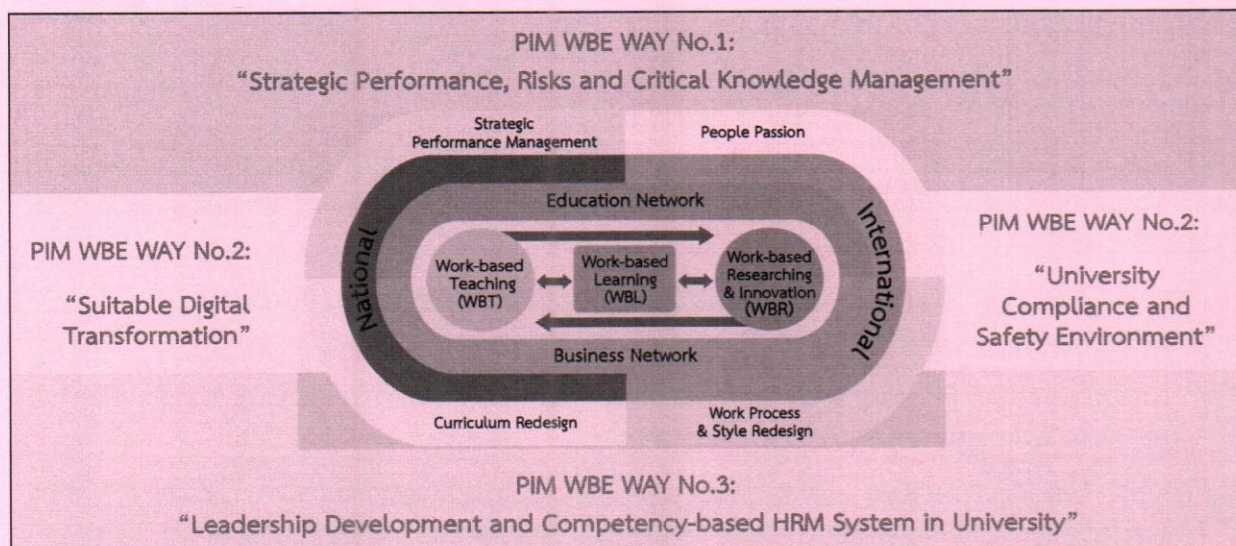 PIM WBE WAY No.1:
“Strategic Performance, Risks and Critical Knowledge Management”
Strategic
Performance Management
People Passion
PIM WBE WAY No.2:
“Suitable Digital
Transformation”
National
Education Network
Work-based
Teaching
(WBT)
Work-based
Learning
(WBL)
Work-based
Researching
& Innovation
(WBR)
Business Network
International
PIM WBE WAY No.2:
“University
Compliance and
Safety Environment”
Curriculum Redesign
Work Process
& Style Redesign
PIM WBE WAY No.3:
“Leadership Development and Competency-based HRM System in University”